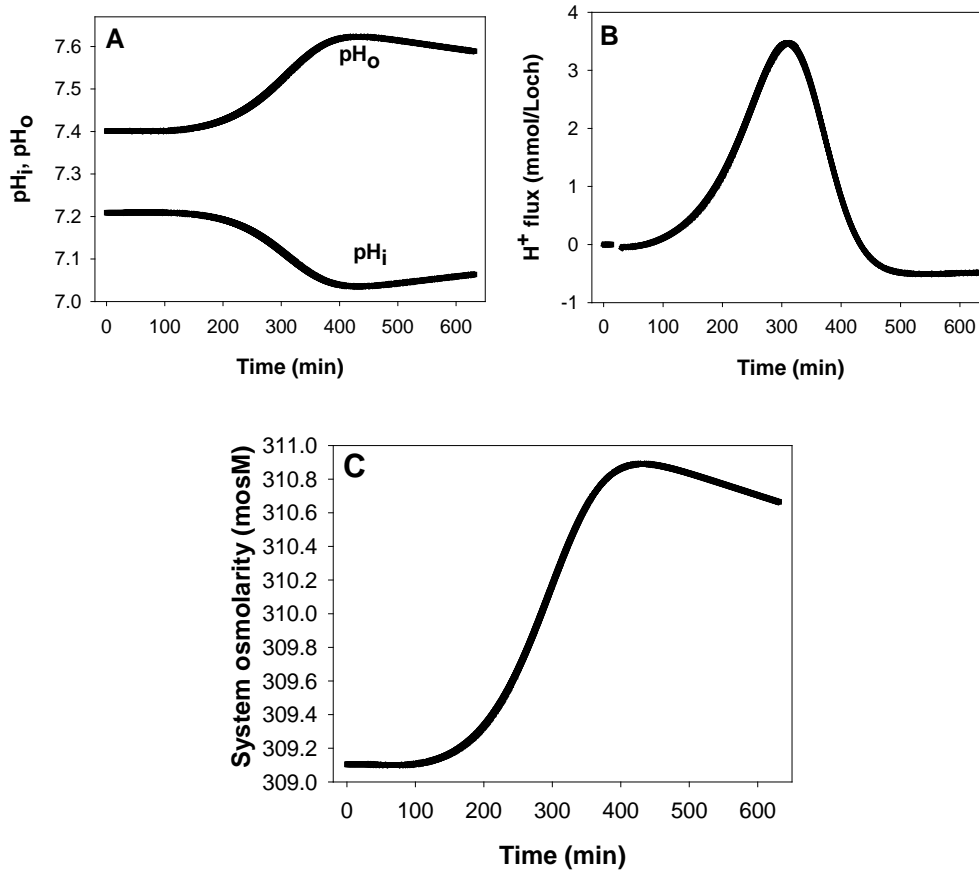 A
pHi, pHo
7.6
7.5
7.4
7.3
7.2
7.1
7.0
pHo
pHi
0 100 200 300 400 500 600
Time (min)
B
H+ flux (mmol/Loch)
4
3
2
1
0
-1
0 100 200 300 400 500 600
Time (min)
C
System osmolarity (mosM)
311.0
310.8
310.6
310.4
310.2
310.0
309.8
309.6
309.4
309.2
309.0
0 100 200 300 400 500 600
Time (min)